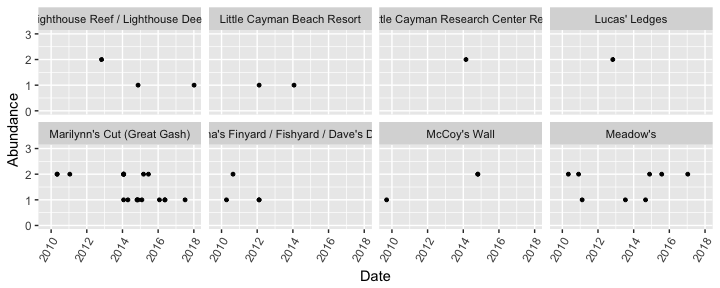 ighthouse Reef / Lighthouse Dee
Little Cayman Beach Resort
ttle Cayman Research Center Re
Lucas' Ledges
3
2
1
0
Abundance
Marilynn's Cut (Great Gash)
na's Finyard / Fishyard / Dave's D
McCoy's Wall
Meadow's
3
2
1
0
2010 2012 2014 2016 2018
2010 2012 2014 2016 2018
2010 2012 2014 2016 2018
2010 2012 2014 2016 2018
Date